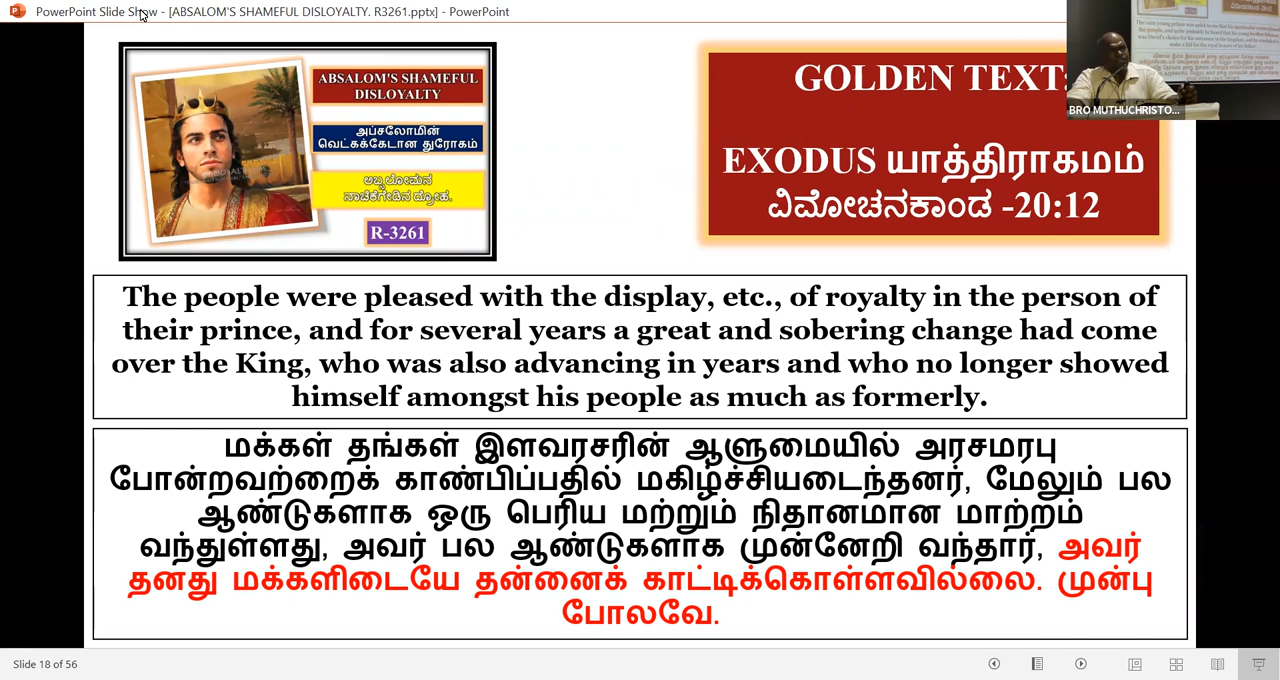 PowerPoint Slide Show - [ABSALOM'S SHAMEFUL DISLOYALTY. R3261.pptx] - PowerPoint
ABSALOM'S SHAMEFUL
DISLOYALTY
அப்சலோமின்
வெட்கக்கேடான துரோகம்
ಅಬ್ಷಲೋಮನ
ನಾಚಿಕೆಗೇಡಿನ ದ್ರೋಹ.
R-3261
GOLDEN TEXT:
EXODUS யாத்திராகமம்
ವಿಮೋಚನಕಾಂಡ -20:12
BRO MUTHUCHRISTO...
The people were pleased with the display, etc., of royalty in the person of
their prince, and for several years a great and sobering change had come
over the King, who was also advancing in years and who no longer showed
himself amongst his people as much as formerly.
மக்கள் தங்கள் இளவரசரின் ஆளுமையில் அரசமரபு
போன்றவற்றைக் காண்பிப்பதில் மகிழ்ச்சியடைந்தனர், மேலும் பல
ஆண்டுகளாக ஒரு பெரிய மற்றும் நிதானமான மாற்றம்
வந்துள்ளது, அவர் பல ஆண்டுகளாக முன்னேறி வந்தார், அவர்
தனது மக்களிடையே தன்னைக் காட்டிக்கொள்ளவில்லை. முன்பு
போலவே.
Slide 18 of 56